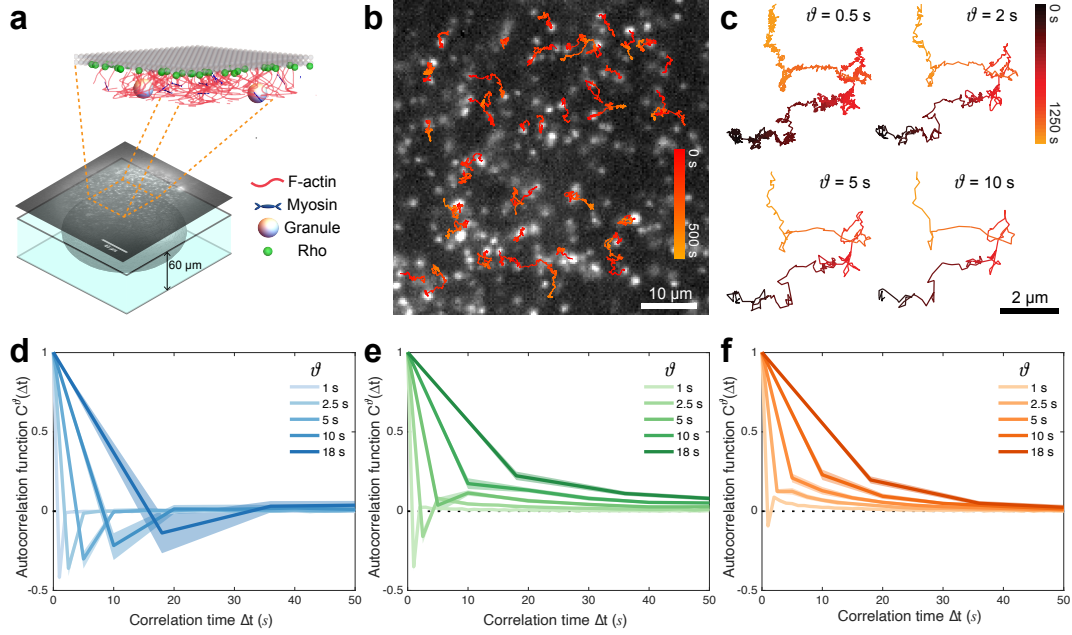 a
F-actin
Myosin
Granule
Rho
60 µm
b
0 s
500 s
10 µm
c
ϑ = 0.5 s
ϑ = 2 s
0 s
1250 s
ϑ = 5 s
ϑ = 10 s
2 µm
d
Autocorrelation function Cᶿ(Δt)
1
0.5
0
-0.5
0 10 20 30 40 50
Correlation time Δt (s)
ϑ
1 s
2.5 s
5 s
10 s
18 s
e
Autocorrelation function Cᶿ(Δt)
1
0.5
0
-0.5
0 10 20 30 40 50
Correlation time Δt (s)
ϑ
1 s
2.5 s
5 s
10 s
18 s
f
Autocorrelation function Cᶿ(Δt)
1
0.5
0
-0.5
0 10 20 30 40 50
Correlation time Δt (s)
ϑ
1 s
2.5 s
5 s
10 s
18 s